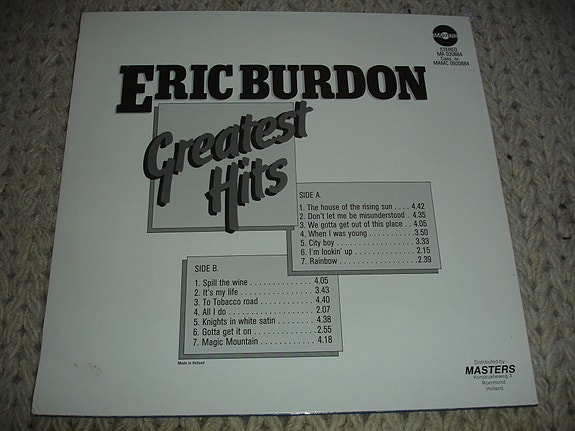 MASTERS
STEREO
MA 020884
Cass. nr.
MAMC 0920884
ERIC BURDON
Greatest
Hits
SIDE A.
1. The house of the rising sun . . . . 4.42
2. Don't let me be misunderstood . 4.35
3. We gotta get out of this place . . 4.05
4. When I was young . . . . . . . . . . . . 3.50
5. City boy . . . . . . . . . . . . . . . . . . 3.33
6. I'm lookin' up . . . . . . . . . . . . . . 2.15
7. Rainbow . . . . . . . . . . . . . . . . . . 2.39
SIDE B.
1. Spill the wine . . . . . . . . . . . . . . 4.05
2. It's my life . . . . . . . . . . . . . . . . 3.43
3. To Tobacco road . . . . . . . . . . . . 4.40
4. All I do . . . . . . . . . . . . . . . . . . . 2.07
5. Knights in white satin . . . . . . . . 4.38
6. Gotta get it on . . . . . . . . . . . . . 2.55
7. Magic Mountain . . . . . . . . . . . . 4.18
Made in Holland
Distributed by
MASTERS
Konstruktieweg 3
Roermond
Holland